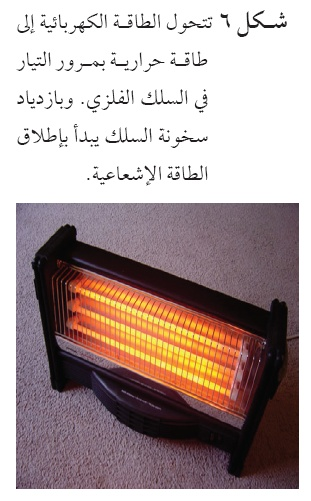 شكل ٦ تتحول الطاقة الكهربائية إلى
طاقة حرارية بمرور التيار
في السلك الفلزي. وبازدياد
سخونة السلك يبدأ بإطلاق
الطاقة الإشعاعية.